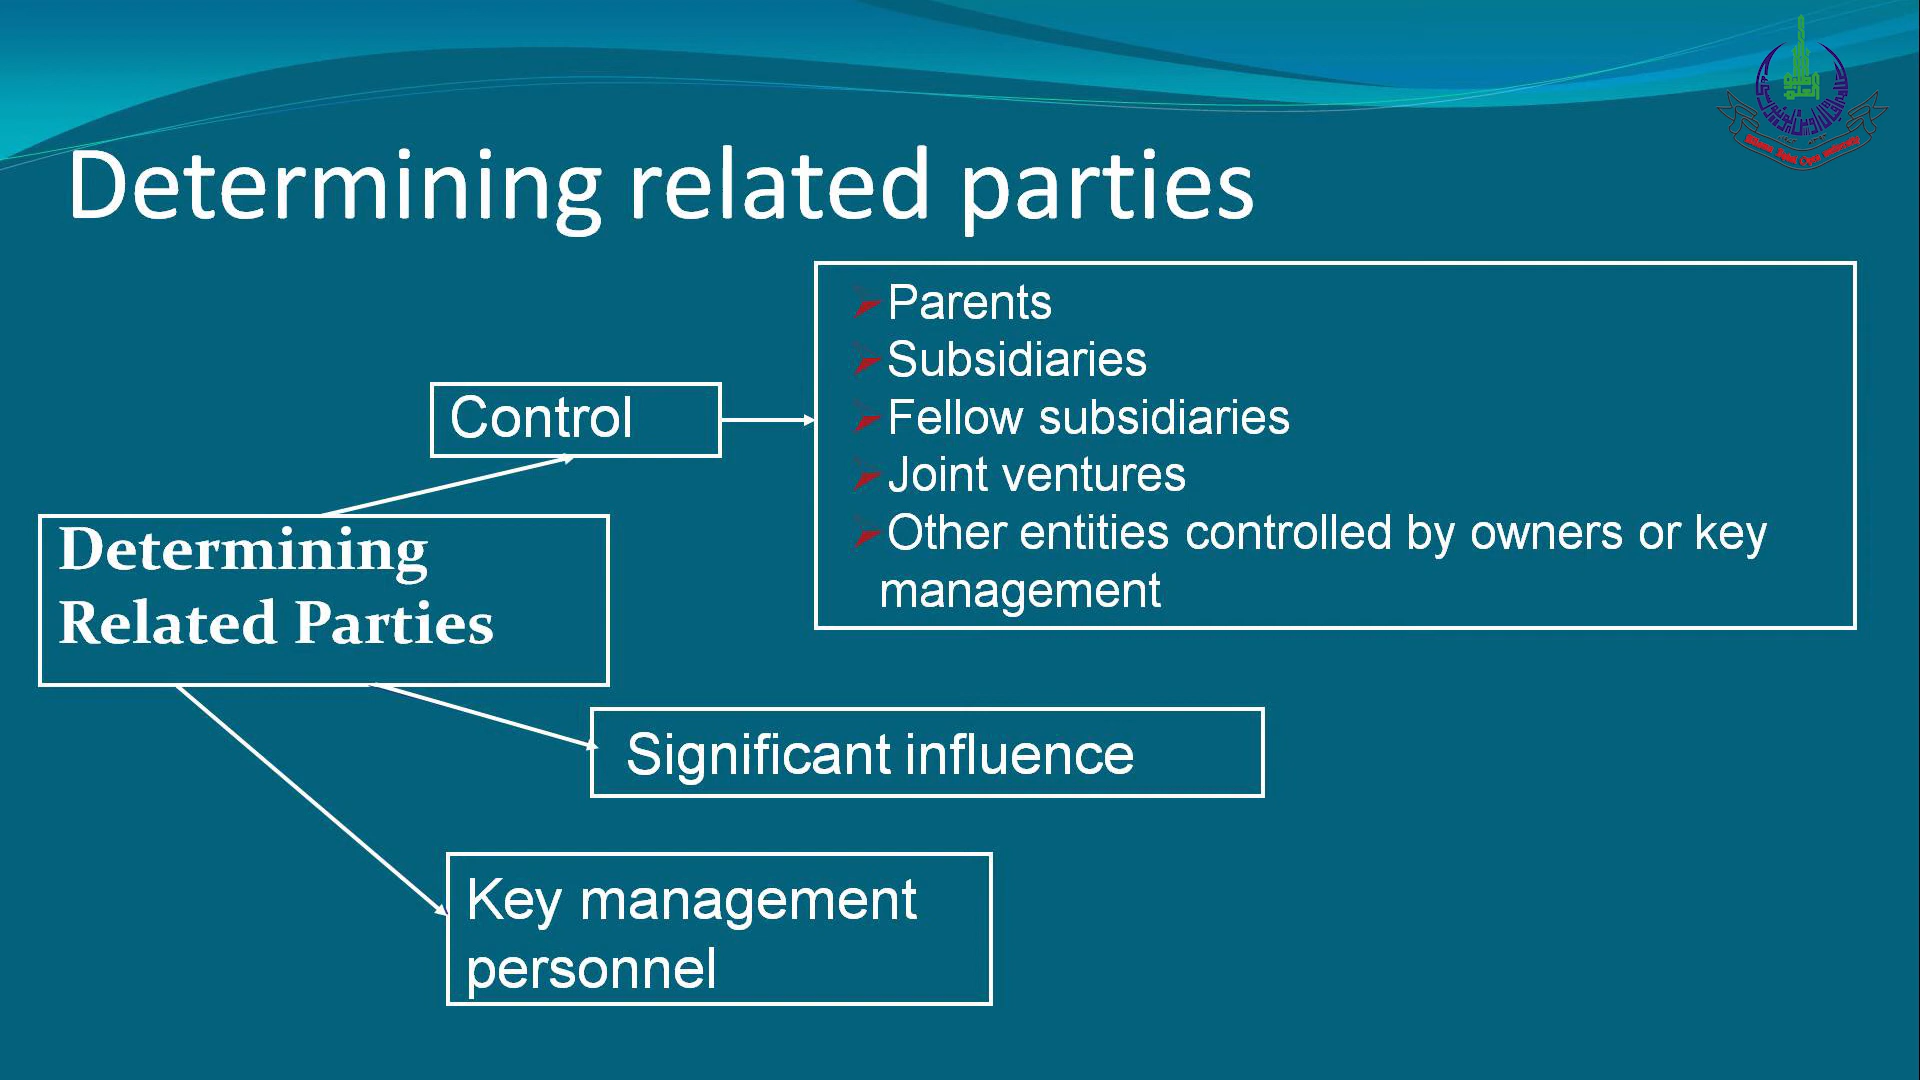 Determining related parties
Parents
Subsidiaries
Fellow subsidiaries
Joint ventures
Other entities controlled by owners or key
management
Control
Determining
Related Parties
Significant influence
Key management
personnel